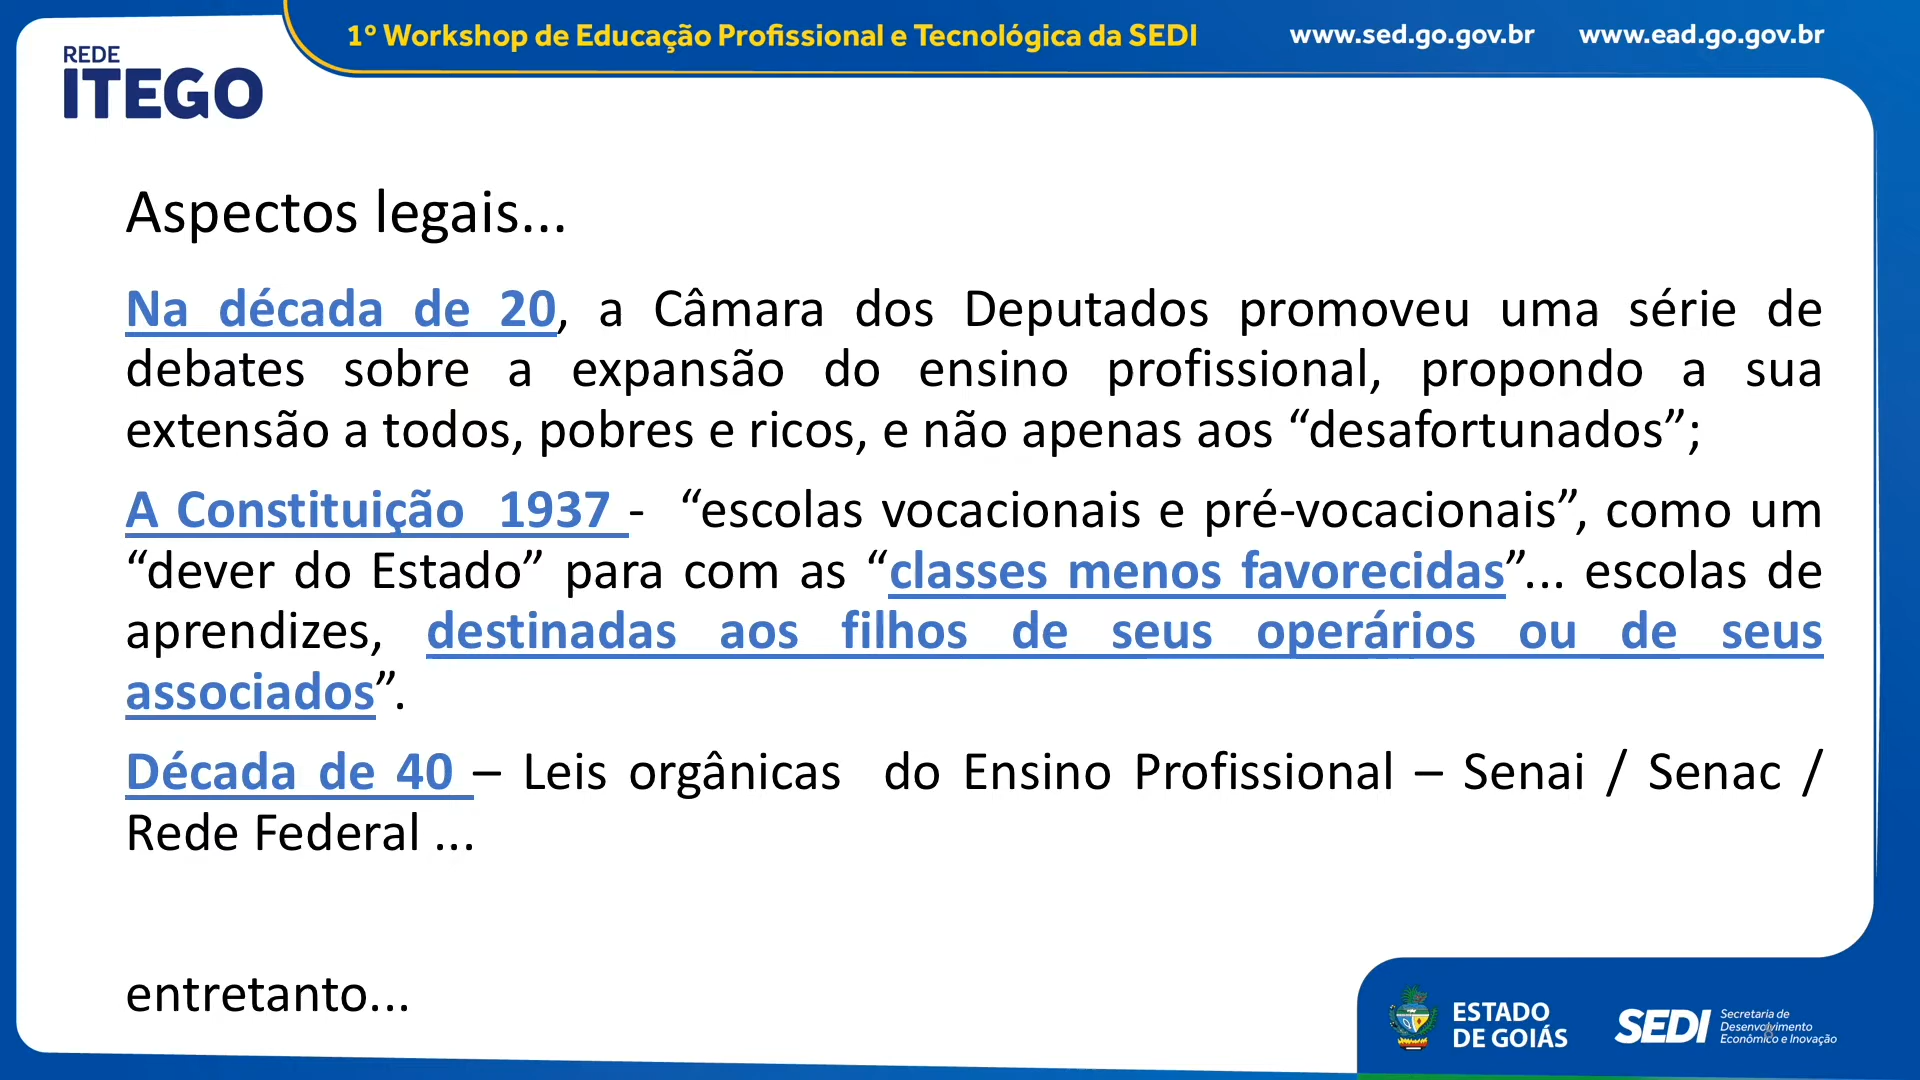 1º Workshop de Educação Profissional e Tecnológica da SEDI www.sed.go.gov.br www.ead.go.gov.br
REDE
ITEGO
Aspectos legais...
Na década de 20, a Câmara dos Deputados promoveu uma série de
debates sobre a expansão do ensino profissional, propondo a sua
extensão a todos, pobres e ricos, e não apenas aos “desafortunados”;
A Constituição 1937 - “escolas vocacionais e pré-vocacionais”, como um
“dever do Estado” para com as “classes menos favorecidas”... escolas de
aprendizes, destinadas aos filhos de seus operários ou de seus
associados”.
Década de 40 – Leis orgânicas do Ensino Profissional – Senai / Senac /
Rede Federal ...
entretanto...
ESTADO
DE GOIÁS
SEDI
Secretaria de
Desenvolvimento
Econômico e Inovação